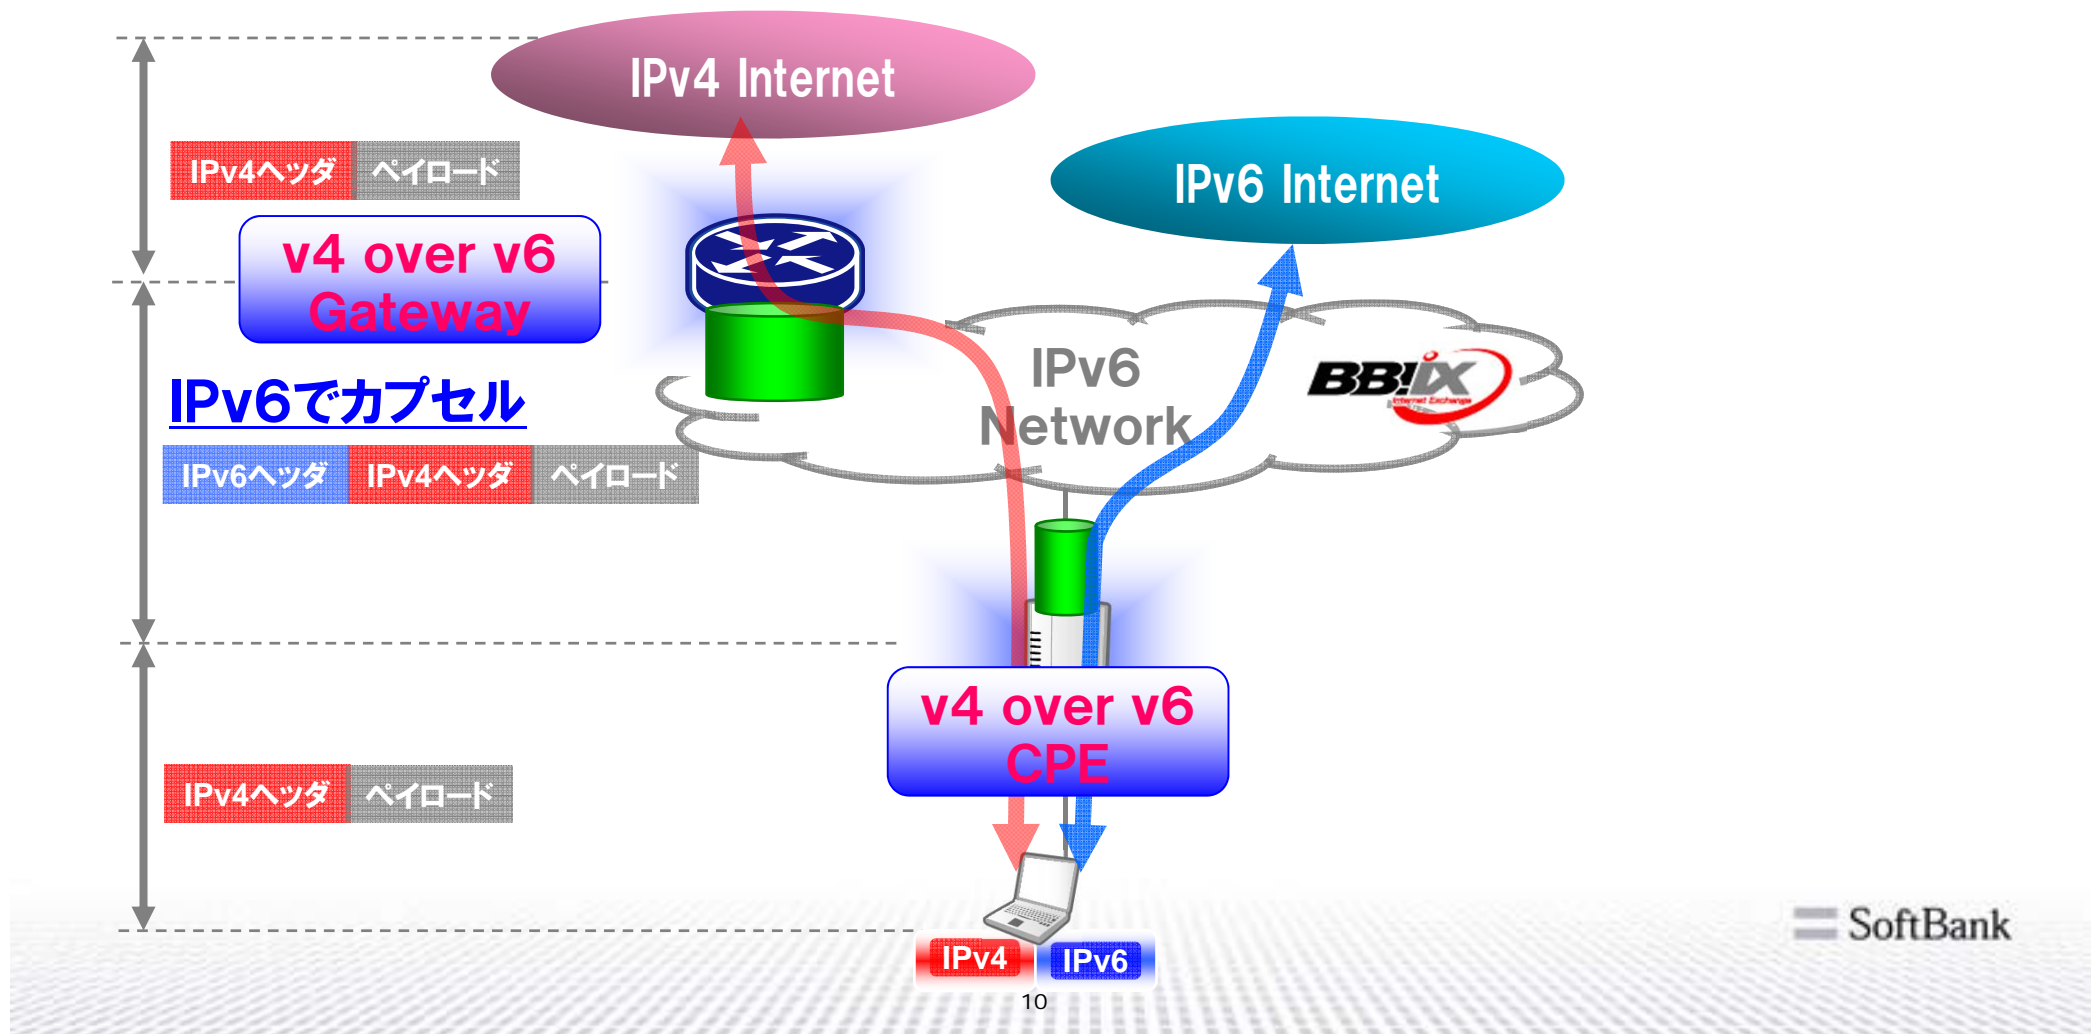 IPv4 Internet
IPv6 Internet
IPv4ヘッダ ペイロード
v4 over v6
Gateway
IPv6
Network
BB!iX
Internet Exchange
IPv6でカプセル
IPv6ヘッダ IPv4ヘッダ ペイロード
v4 over v6
CPE
IPv4ヘッダ ペイロード
SoftBank
IPv4 IPv6
10